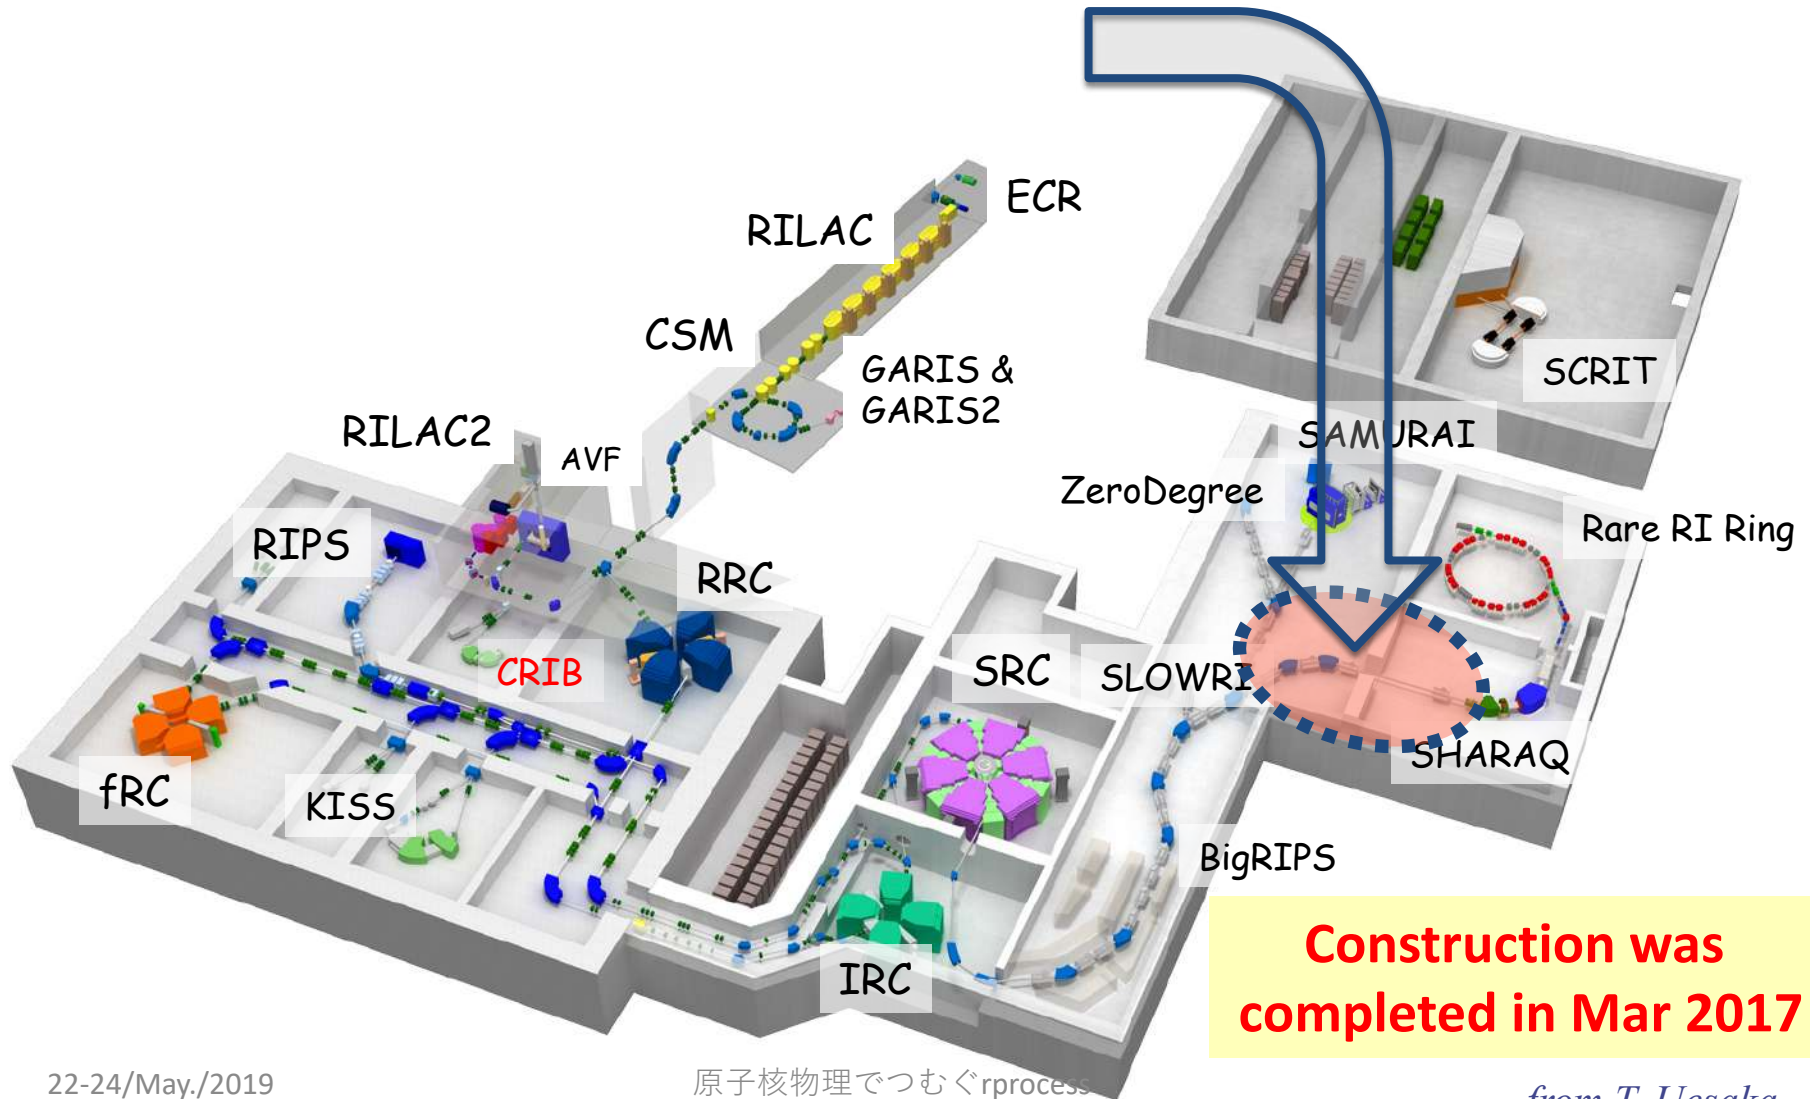 ECR
RILAC
CSM
GARIS &
GARIS2
SCRIT
RILAC2
AVF
SAMURAI
ZeroDegree
Rare RI Ring
RIPS
RRC
CRIB
SRC
SLOWRI
SHARAQ
fRC
KISS
BigRIPS
IRC
Construction was
completed in Mar 2017
22-24/May./2019
原子核物理でつむぐrprocess
from T. Uesaka